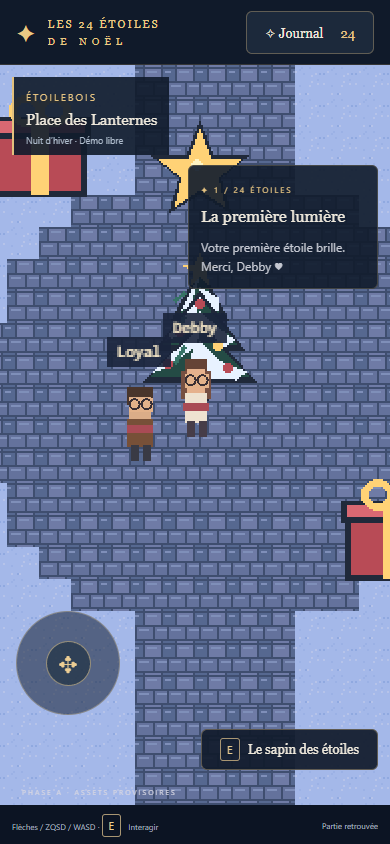 LES 24 ÉTOILES
DE NOËL
✧ Journal 24
ÉTOILEBOIS
Place des Lanternes
Nuit d'hiver · Démo libre
✦ 1 / 24 ÉTOILES
La première lumière
Votre première étoile brille.
Merci, Debby ♥
Debby
Loyal
E Le sapin des étoiles
PHASE A · ASSETS PROVISOIRES
Flèches / ZQSD / WASD · E Interagir
Partie retrouvée